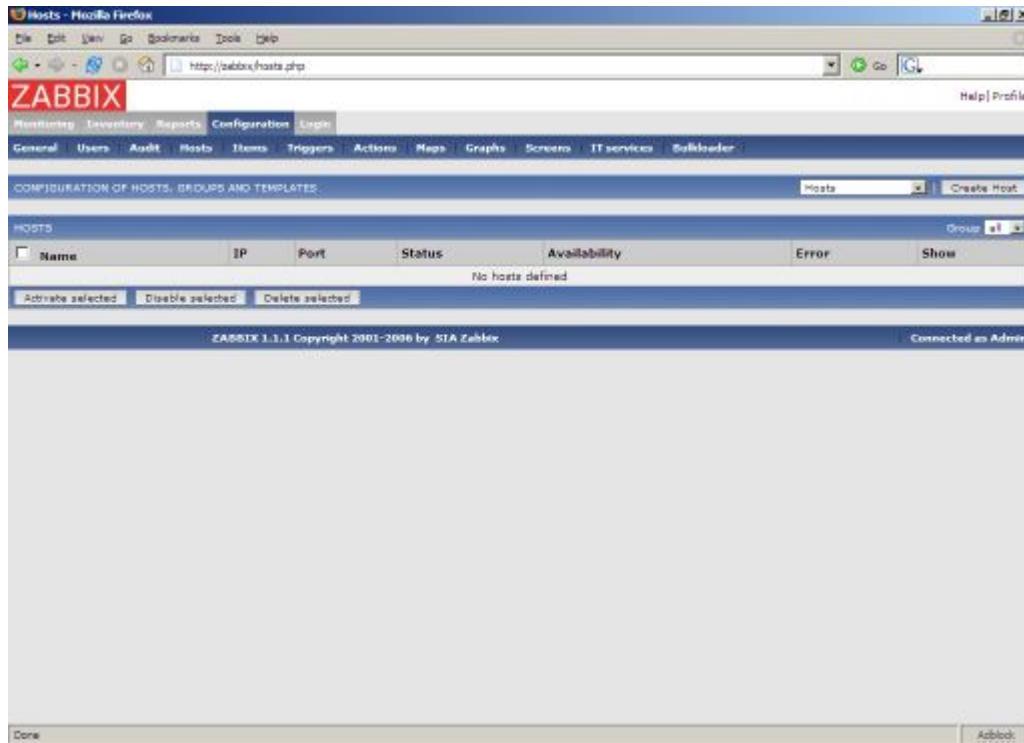 Hosts - Mozilla Firefox
File Edit View Go Bookmarks Tools Help
http://zabbix/hosts.php Go
ZABBIX
Help | Profile
Monitoring Inventory Reports Configuration Login
General Users Audit Hosts Items Triggers Actions Maps Graphs Screens IT services Bulkloader
CONFIGURATION OF HOSTS, GROUPS AND TEMPLATES Hosts Create Host
HOSTS Group all
Name IP Port Status Availability Error Show
No hosts defined
Activate selected Disable selected Delete selected
ZABBIX 1.1.1 Copyright 2001-2006 by SIA Zabbix Connected as Admin
Done Adblock